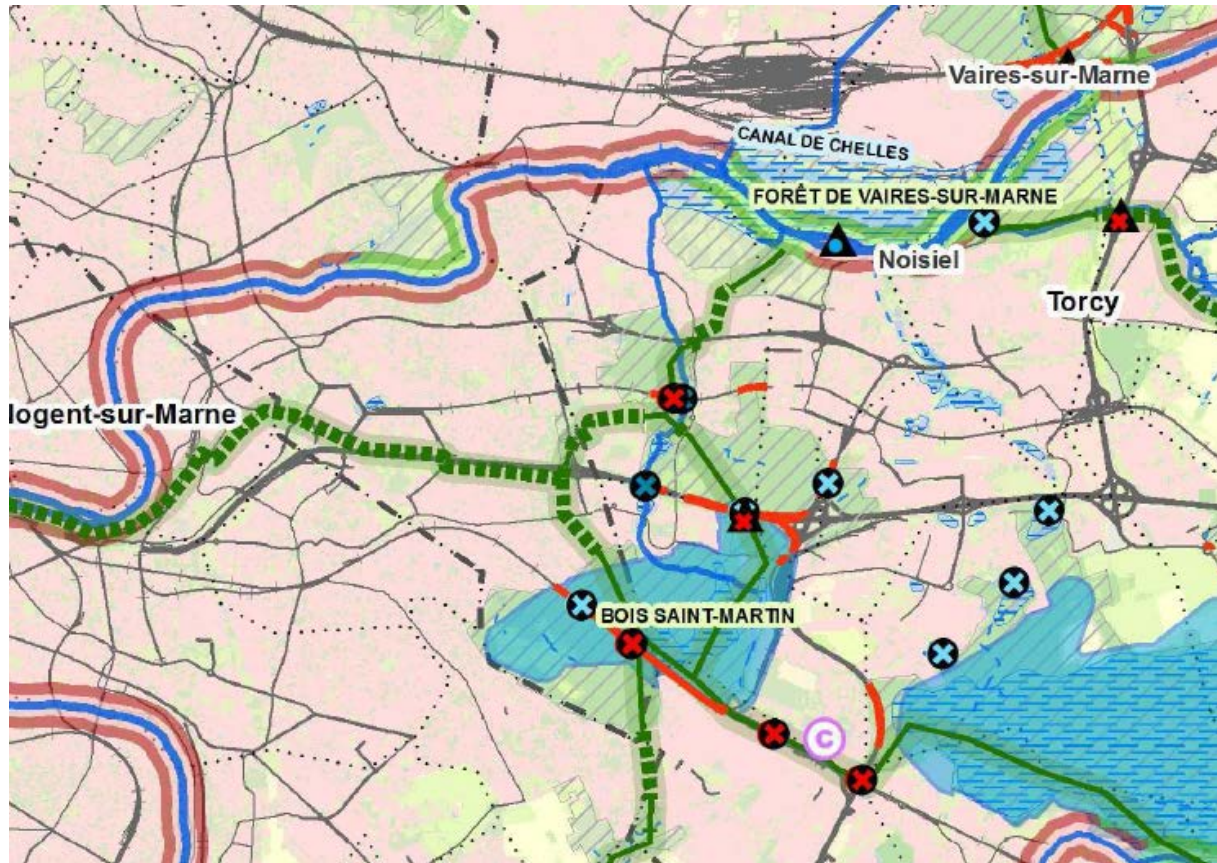 Vaires-sur-Marne
CANAL DE CHELLES
FORÊT DE VAIRES-SUR-MARNE
Noisiel
Torcy
logent-sur-Marne
BOIS SAINT-MARTIN
C